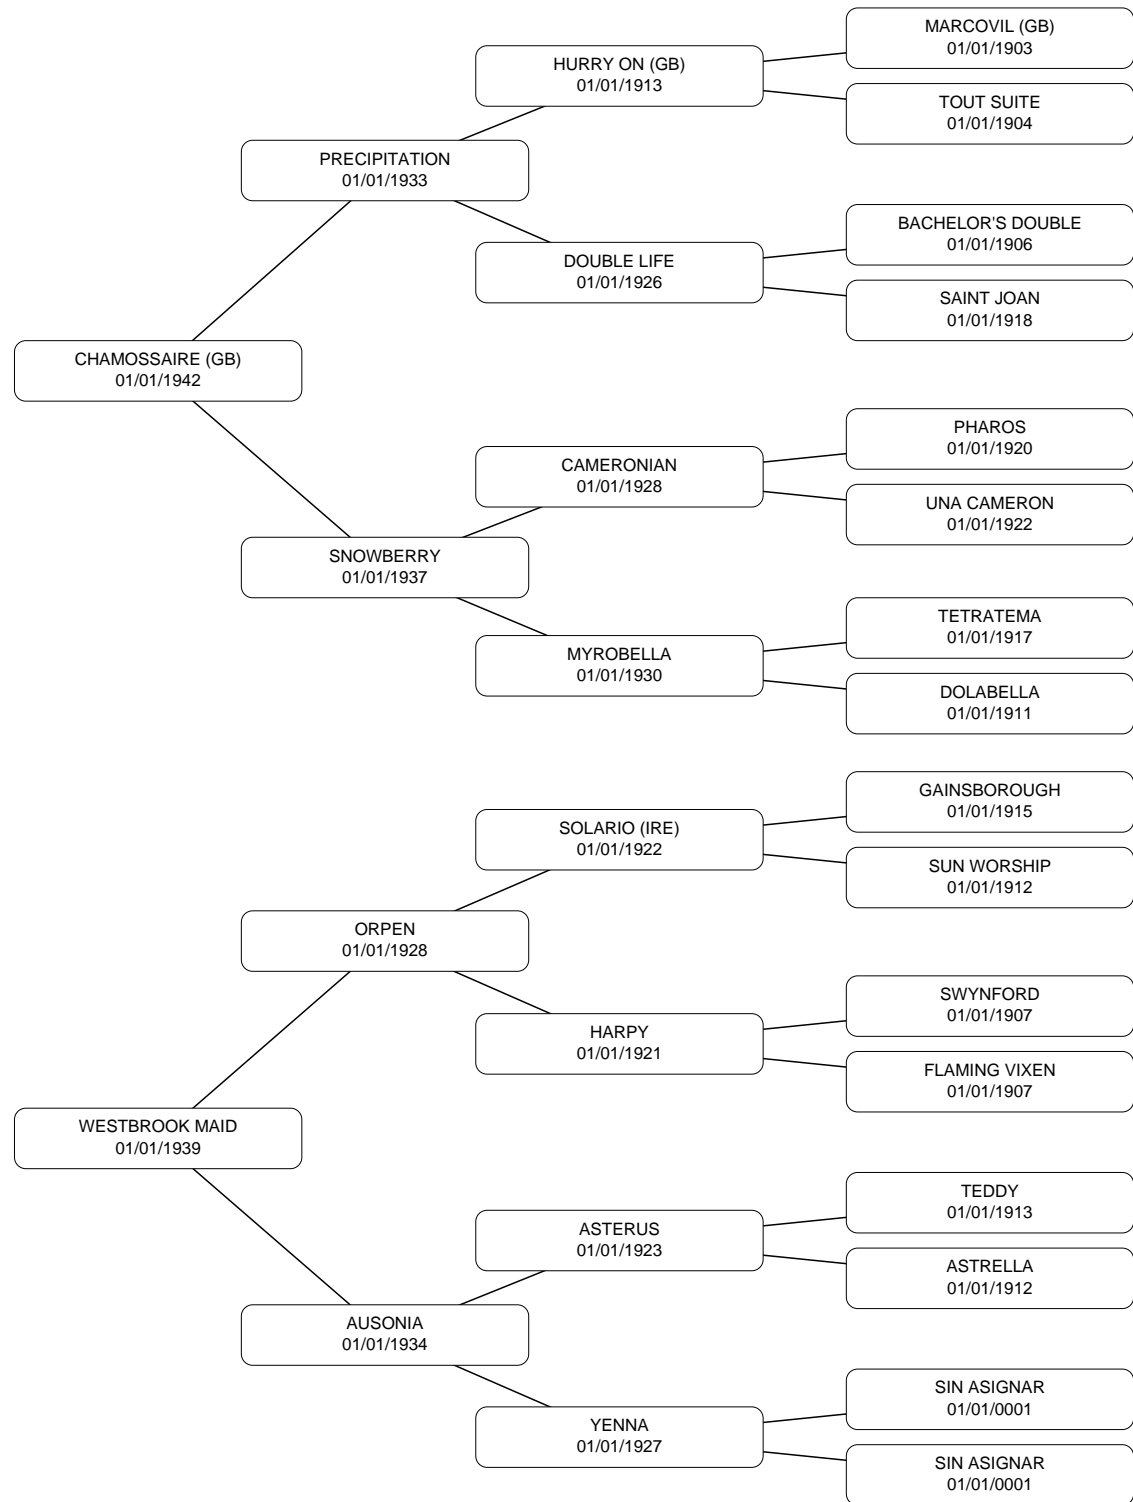 MARCOVIL (GB)
01/01/1903
HURRY ON (GB)
01/01/1913
TOUT SUITE
01/01/1904
PRECIPITATION
01/01/1933
BACHELOR'S DOUBLE
01/01/1906
DOUBLE LIFE
01/01/1926
SAINT JOAN
01/01/1918
CHAMOSSAIRE (GB)
01/01/1942
PHAROS
01/01/1920
CAMERONIAN
01/01/1928
UNA CAMERON
01/01/1922
SNOWBERRY
01/01/1937
TETRATEMA
01/01/1917
MYROBELLA
01/01/1930
DOLABELLA
01/01/1911
GAINSBOROUGH
01/01/1915
SOLARIO (IRE)
01/01/1922
SUN WORSHIP
01/01/1912
ORPEN
01/01/1928
SWYNFORD
01/01/1907
HARPY
01/01/1921
FLAMING VIXEN
01/01/1907
WESTBROOK MAID
01/01/1939
TEDDY
01/01/1913
ASTERUS
01/01/1923
ASTRELLA
01/01/1912
AUSONIA
01/01/1934
SIN ASIGNAR
01/01/0001
YENNA
01/01/1927
SIN ASIGNAR
01/01/0001